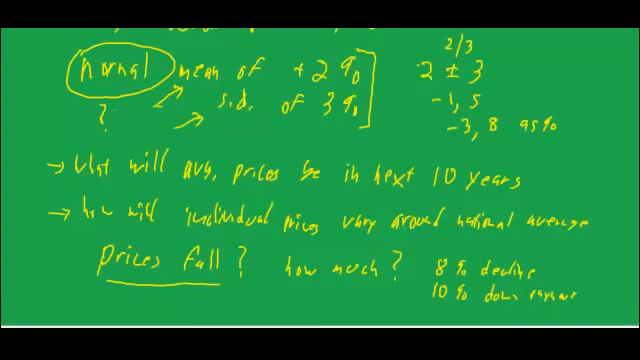 normal mean of + 2 %
s.d. of 3 %
?
2/3
2 ± 3
-1, 5
-3, 8 as %
→ What will avg. prices be in next 10 years
→ how will individual prices vary around national average
prices fall? how much?
8 % decline
10 % down payment